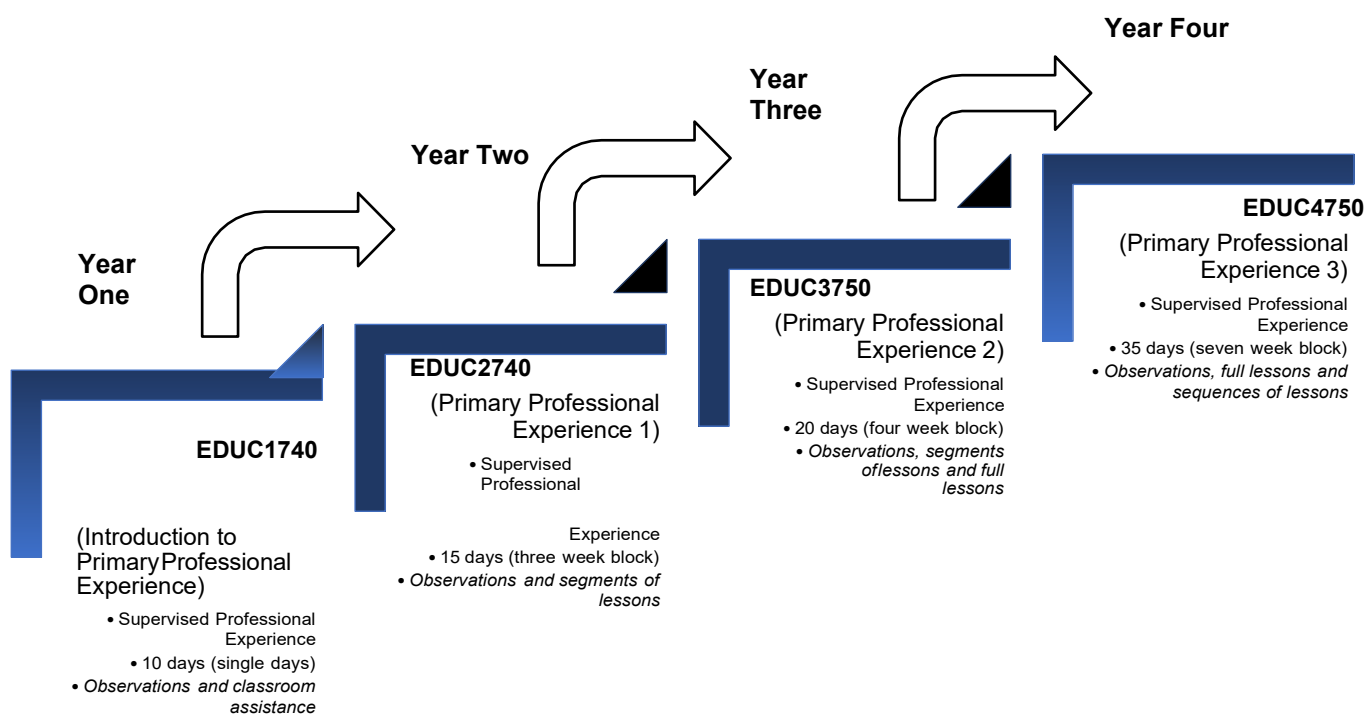 Year
One
EDUC1740
(Introduction to
PrimaryProfessional
Experience)
• Supervised Professional
Experience
• 10 days (single days)
• Observations and classroom
assistance
Year Two
EDUC2740
(Primary Professional
Experience 1)
• Supervised
Professional
Experience
• 15 days (three week block)
• Observations and segments of
lessons
Year
Three
EDUC3750
(Primary Professional
Experience 2)
• Supervised Professional
Experience
• 20 days (four week block)
• Observations, segments
oflessons and full
lessons
Year Four
EDUC4750
(Primary Professional
Experience 3)
• Supervised Professional
Experience
• 35 days (seven week block)
• Observations, full lessons and
sequences of lessons